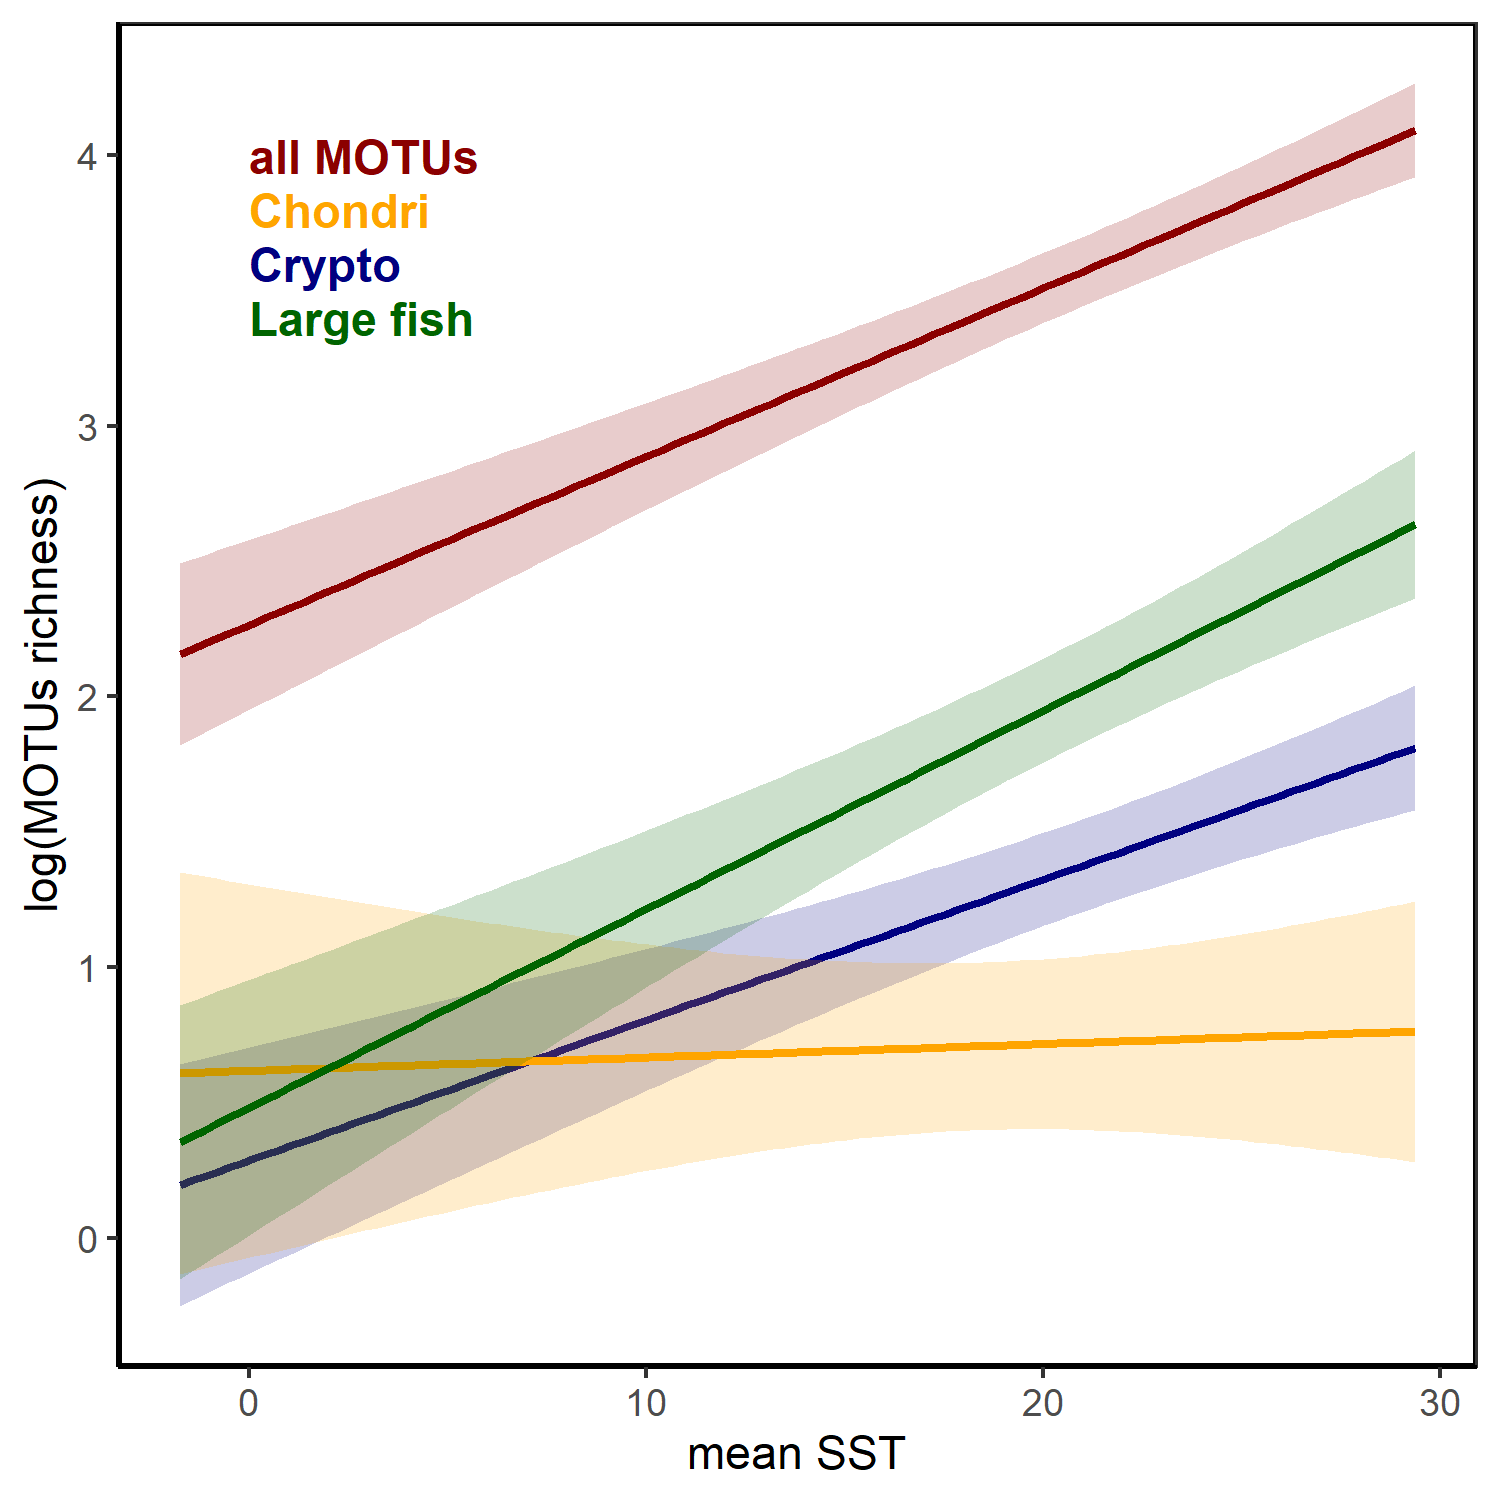 all MOTUs
Chondri
Crypto
Large fish
log(MOTUs richness)
4
3
2
1
0
0 10 20 30
mean SST